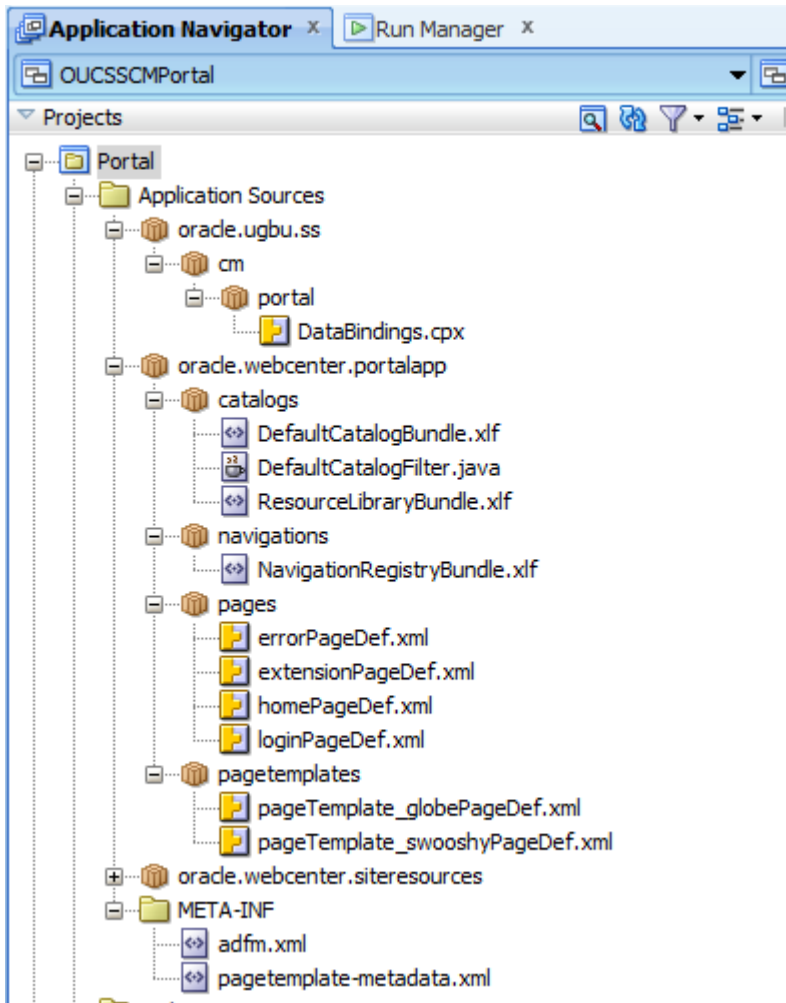 Application Navigator x Run Manager x
OUCSSCMPortal
Projects
Portal
Application Sources
oracle.ugbu.ss
cm
portal
DataBindings.cpx
oracle.webcenter.portalapp
catalogs
DefaultCatalogBundle.xlf
DefaultCatalogFilter.java
ResourceLibraryBundle.xlf
navigations
NavigationRegistryBundle.xlf
pages
errorPageDef.xml
extensionPageDef.xml
homePageDef.xml
loginPageDef.xml
pagetemplates
pageTemplate_globePageDef.xml
pageTemplate_swooshyPageDef.xml
oracle.webcenter.siteresources
META-INF
adfm.xml
pagetemplate-metadata.xml